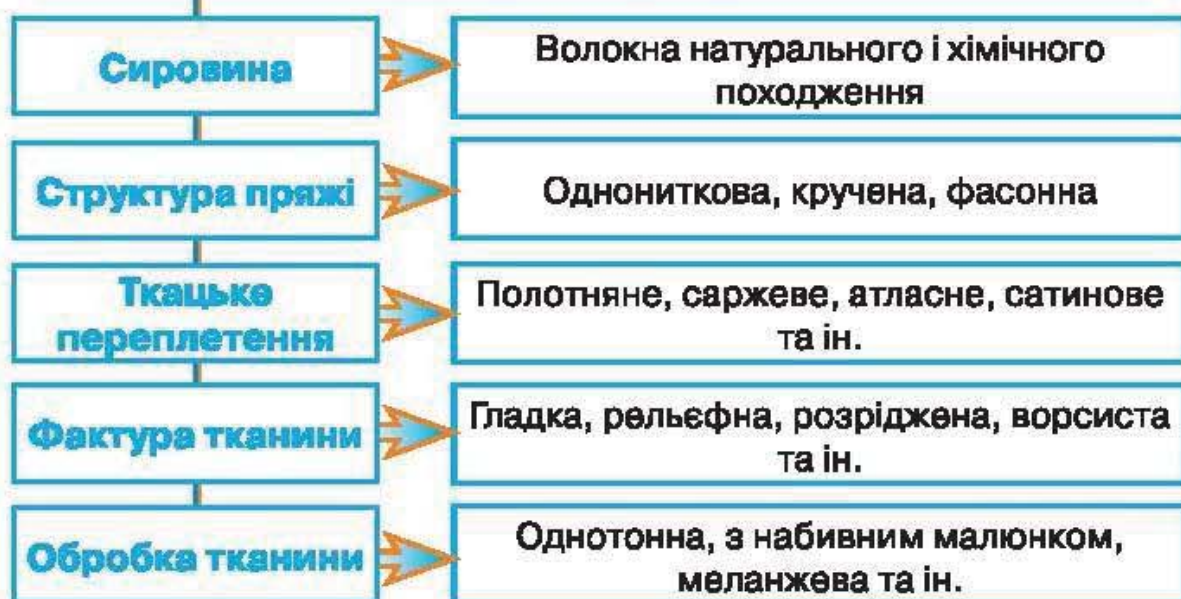 Сировина
Волокна натурального і хімічного
походження
Структура пряжі
Однониткова, кручена, фасонна
Ткацьке
переплетення
Полотняне, саржеве, атласне, сатинове
та ін.
Фактура тканини
Гладка, рельєфна, розріджена, ворсиста
та ін.
Обробка тканини
Однотонна, з набивним малюнком,
меланжева та ін.